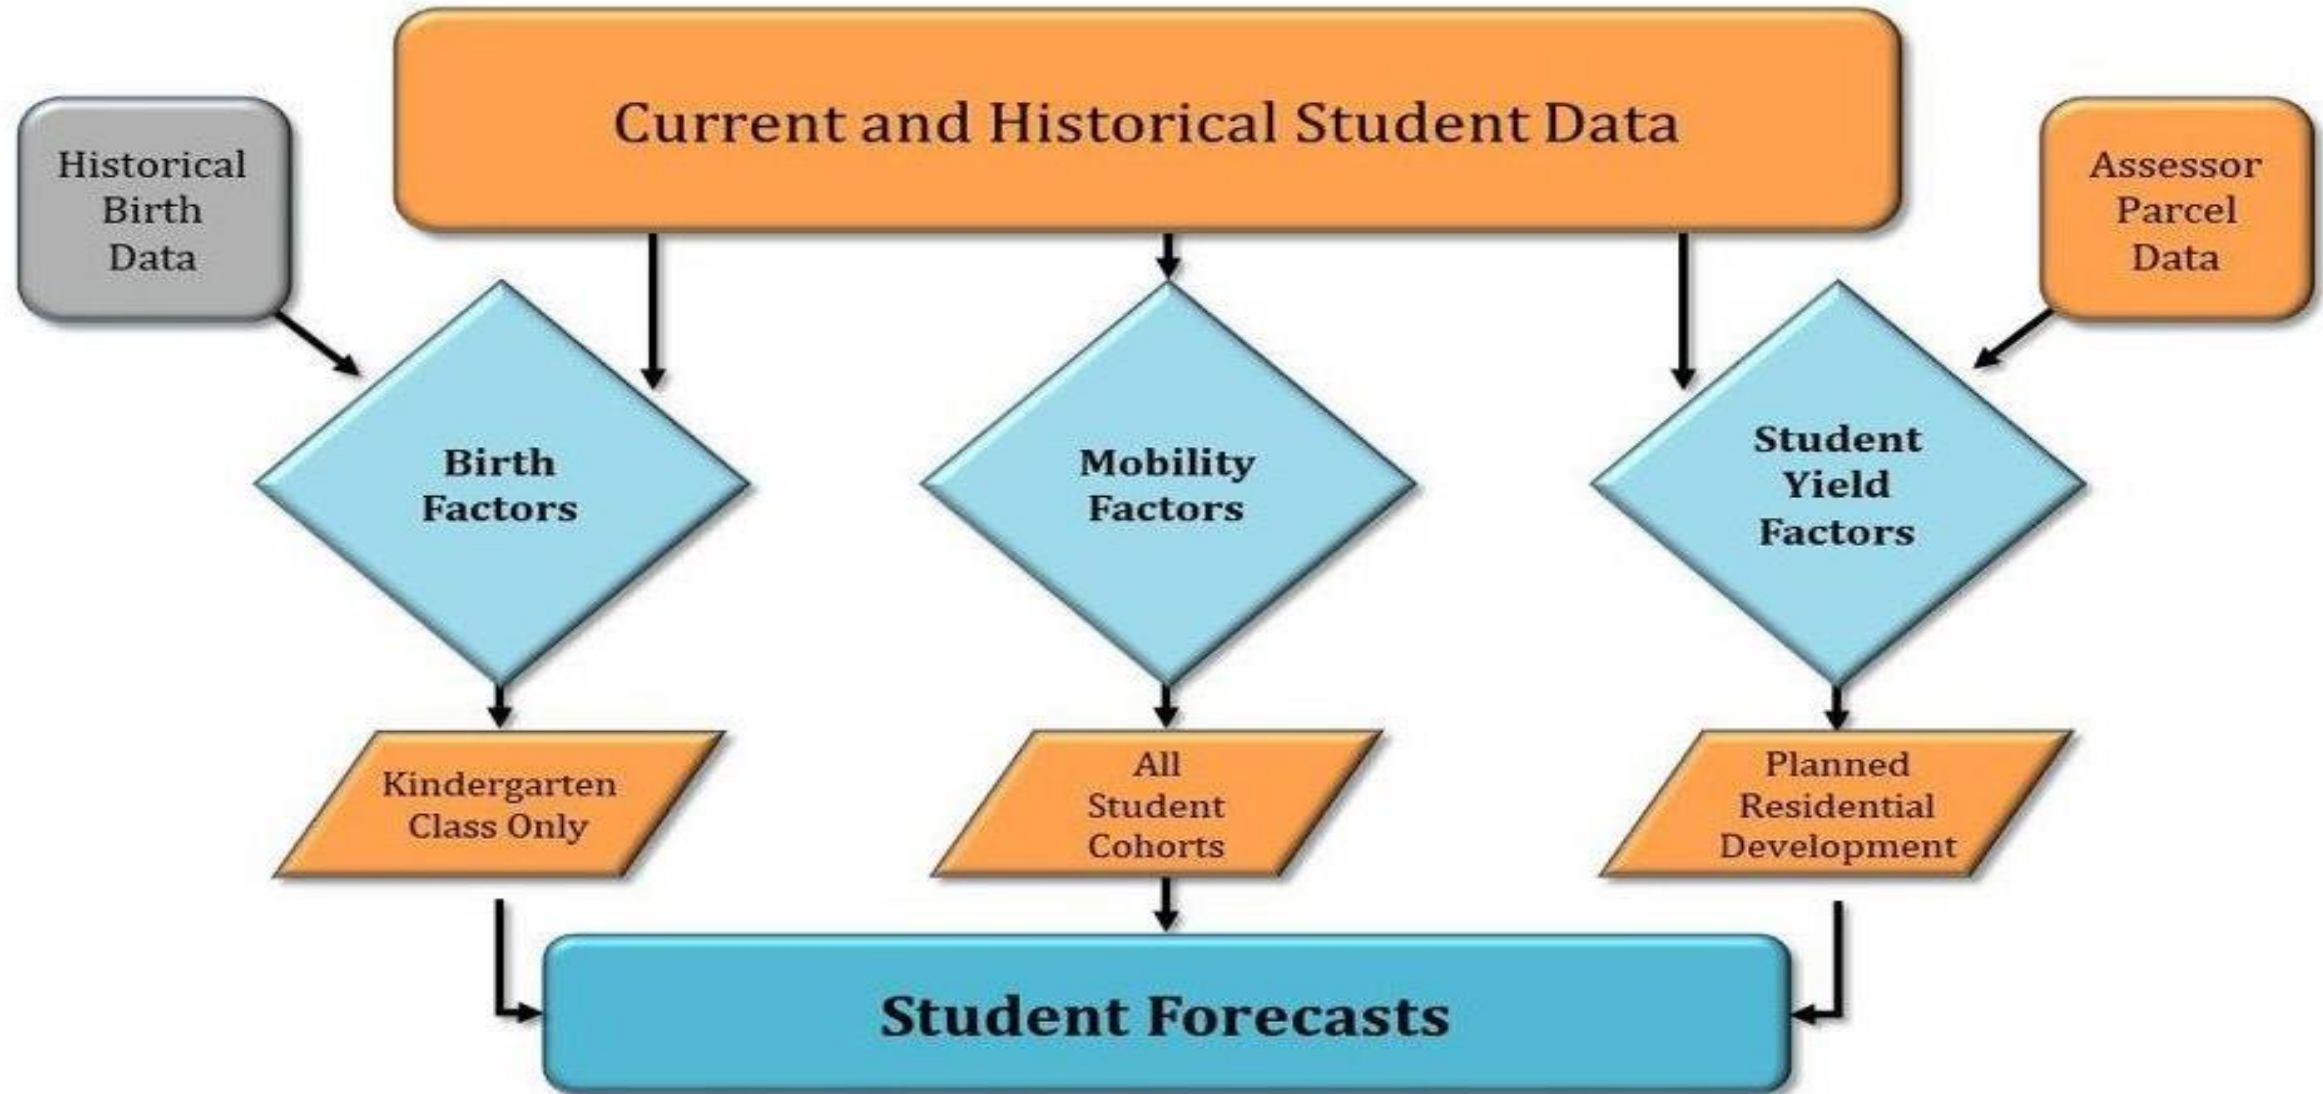 Current and Historical Student Data
Historical
Birth
Data
Assessor
Parcel
Data
Birth
Factors
Mobility
Factors
Student
Yield
Factors
Kindergarten
Class Only
All
Student
Cohorts
Planned
Residential
Development
Student Forecasts